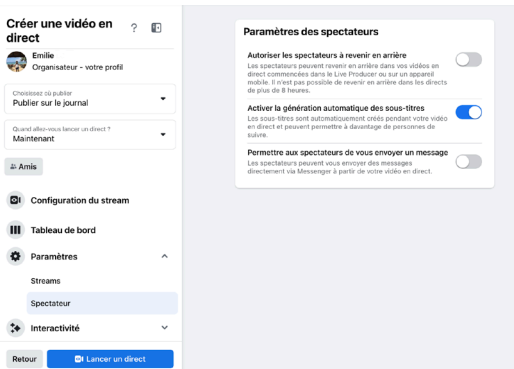 Créer une vidéo en
direct
?
Emilie
Organisateur - votre profil
Choisissez où publier
Publier sur le journal
Quand allez-vous lancer un direct ?
Maintenant
Amis
Configuration du stream
Tableau de bord
Paramètres
Streams
Spectateur
Interactivité
Retour
Lancer un direct
Paramètres des spectateurs
Autoriser les spectateurs à revenir en arrière
Les spectateurs peuvent revenir en arrière dans vos vidéos en
direct commencées dans le Live Producer ou sur un appareil
mobile. Il n'est pas possible de revenir en arrière dans les directs
de plus de 8 heures.
Activer la génération automatique des sous-titres
Les sous-titres sont automatiquement créés pendant votre vidéo
en direct et peuvent permettre à davantage de personnes de
suivre.
Permettre aux spectateurs de vous envoyer un message
Les spectateurs peuvent vous envoyer des messages
directement via Messenger à partir de votre vidéo en direct.